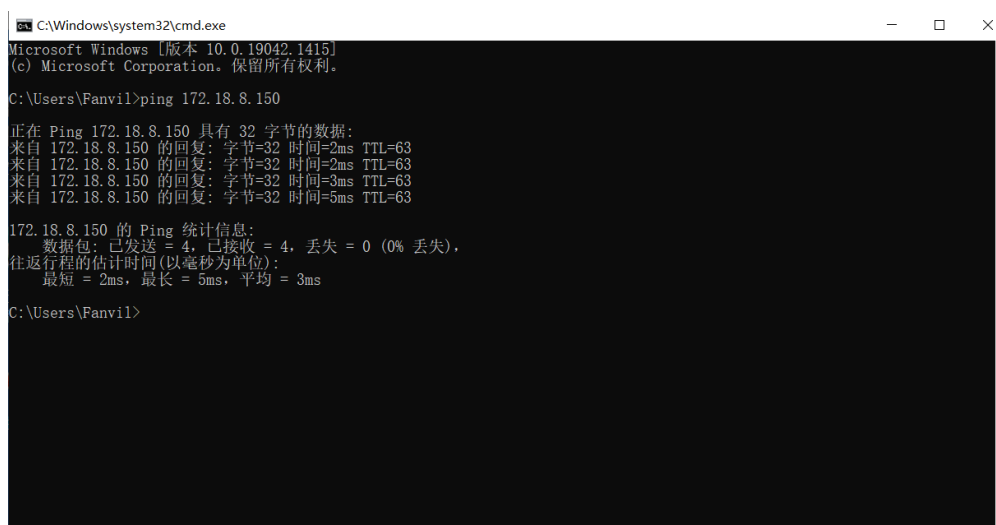 C:\Windows\system32\cmd.exe
Microsoft Windows [版本 10.0.19042.1415]
(c) Microsoft Corporation。保留所有权利。
C:\Users\Fanvil>ping 172.18.8.150
正在 Ping 172.18.8.150 具有 32 字节的数据:
来自 172.18.8.150 的回复: 字节=32 时间=2ms TTL=63
来自 172.18.8.150 的回复: 字节=32 时间=2ms TTL=63
来自 172.18.8.150 的回复: 字节=32 时间=3ms TTL=63
来自 172.18.8.150 的回复: 字节=32 时间=5ms TTL=63
172.18.8.150 的 Ping 统计信息:
数据包: 已发送 = 4，已接收 = 4，丢失 = 0 (0% 丢失)，
往返行程的估计时间(以毫秒为单位):
最短 = 2ms，最长 = 5ms，平均 = 3ms
C:\Users\Fanvil>